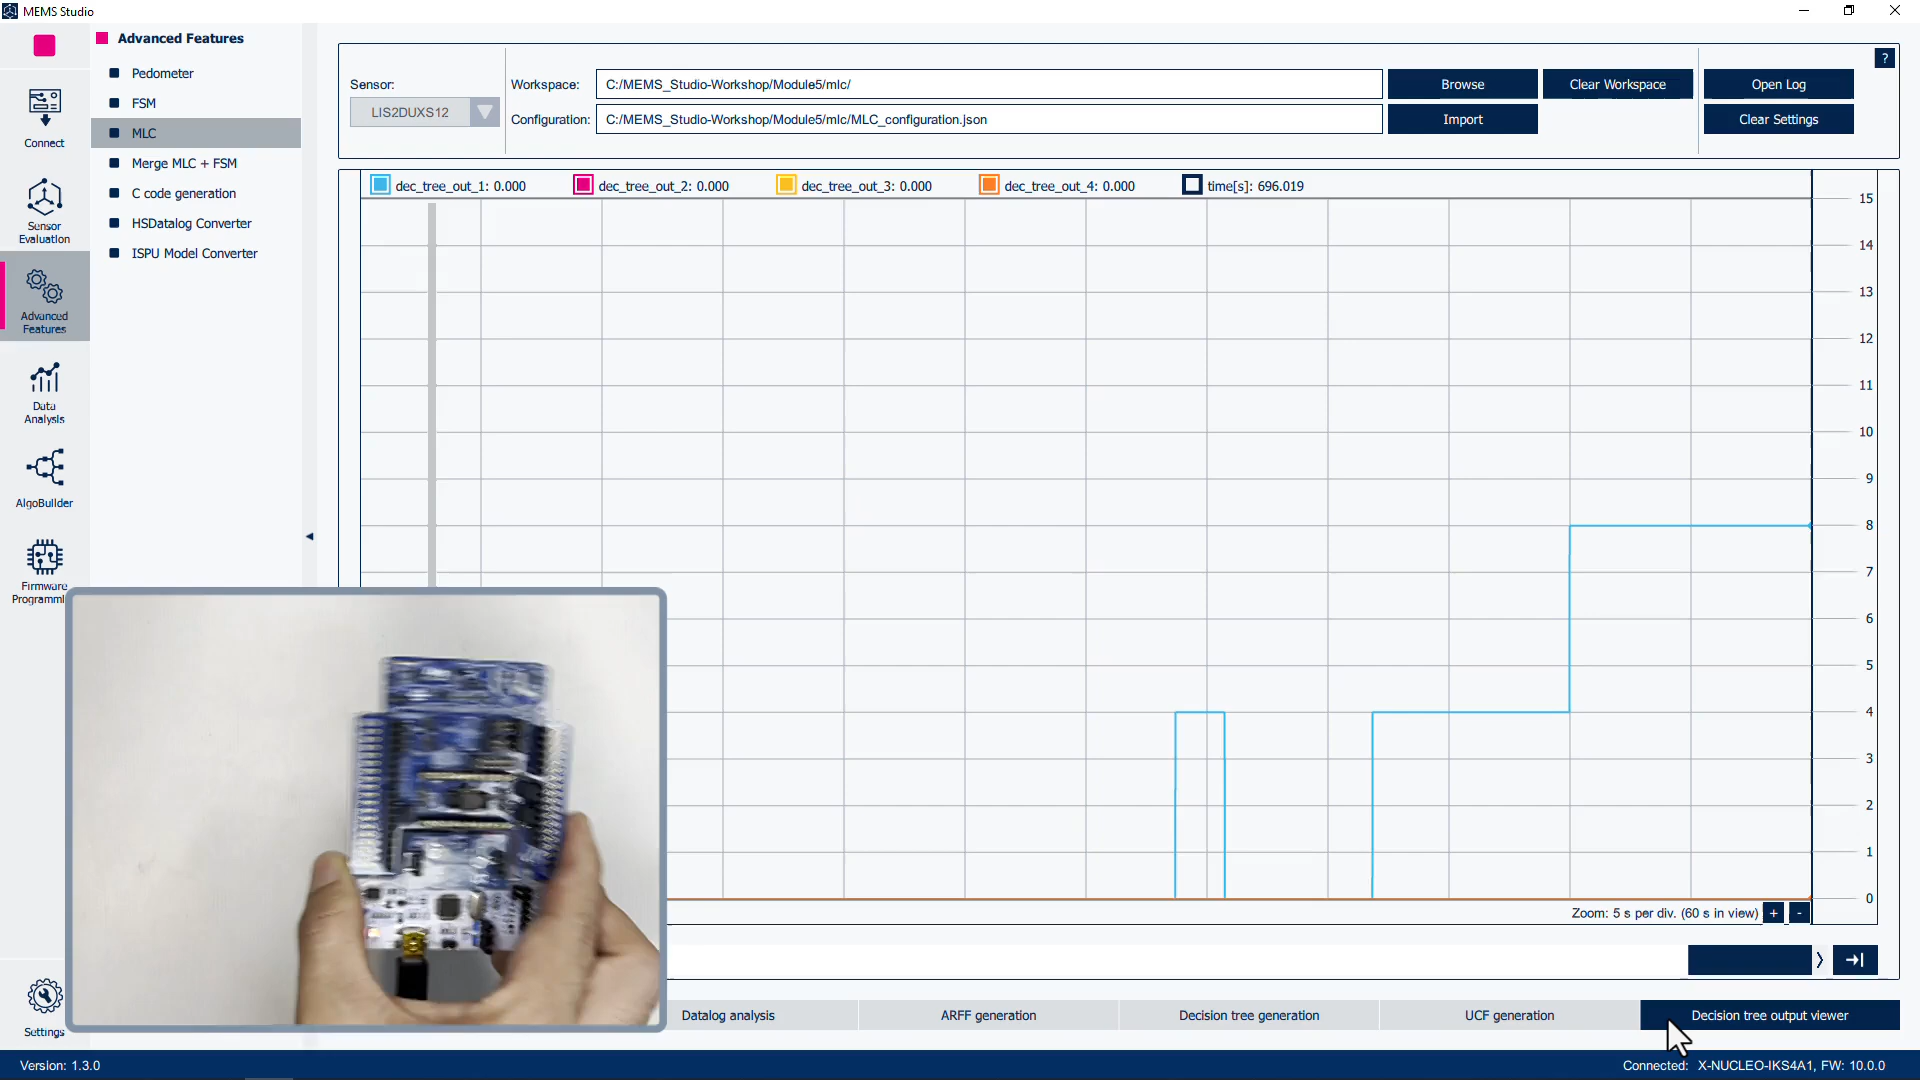 MEMS Studio
Advanced Features
Pedometer
FSM
MLC
Merge MLC + FSM
C code generation
HSDatalog Converter
ISPU Model Converter
Connect
Sensor
Evaluation
Advanced
Features
Data
Analysis
AlgoBuilder
Firmware
Programmi
Settings
Sensor:
LIS2DUXS12
Workspace:
C:/MEMS_Studio-Workshop/Module5/mlc/
Browse
Clear Workspace
Open Log
?
Configuration:
C:/MEMS_Studio-Workshop/Module5/mlc/MLC_configuration.json
Import
Clear Settings
dec_tree_out_1: 0.000
dec_tree_out_2: 0.000
dec_tree_out_3: 0.000
dec_tree_out_4: 0.000
time[s]: 696.019
15
14
13
12
11
10
9
8
7
6
5
4
3
2
1
0
Zoom: 5 s per div. (60 s in view)
+
-
Datalog analysis
ARFF generation
Decision tree generation
UCF generation
Decision tree output viewer
Version: 1.3.0
Connected: X-NUCLEO-IKS4A1, FW: 10.0.0